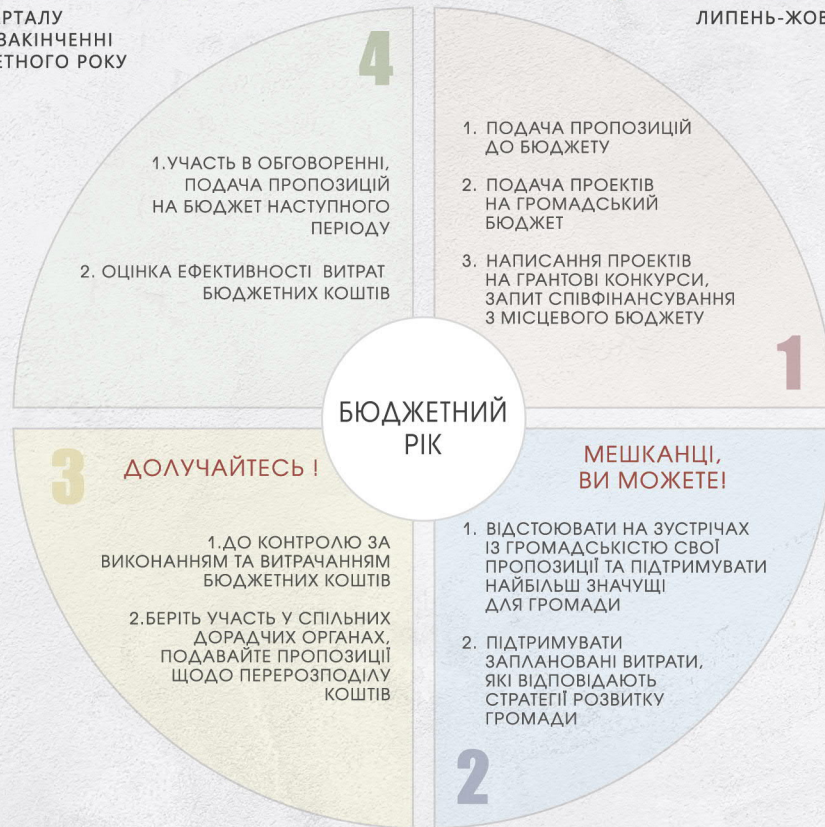 РТАЛУ
ЗАКІНЧЕННІ
ЕТНОГО РОКУ
ЛИПЕНЬ-ЖОВ
4
1.УЧАСТЬ В ОБГОВОРЕННІ,
ПОДАЧА ПРОПОЗИЦІЙ
НА БЮДЖЕТ НАСТУПНОГО
ПЕРІОДУ
2. ОЦІНКА ЕФЕКТИВНОСТІ ВИТРАТ
БЮДЖЕТНИХ КОШТІВ
1. ПОДАЧА ПРОПОЗИЦІЙ
ДО БЮДЖЕТУ
2. ПОДАЧА ПРОЕКТІВ
НА ГРОМАДСЬКИЙ
БЮДЖЕТ
3. НАПИСАННЯ ПРОЕКТІВ
НА ГРАНТОВІ КОНКУРСИ,
ЗАПИТ СПІВФІНАНСУВАННЯ
З МІСЦЕВОГО БЮДЖЕТУ
1
БЮДЖЕТНИЙ
РІК
3
ДОЛУЧАЙТЕСЬ !
1.ДО КОНТРОЛЮ ЗА
ВИКОНАННЯМ ТА ВИТРАЧАННЯМ
БЮДЖЕТНИХ КОШТІВ
2.БЕРІТЬ УЧАСТЬ У СПІЛЬНИХ
ДОРАДЧИХ ОРГАНАХ,
ПОДАВАЙТЕ ПРОПОЗИЦІЇ
ЩОДО ПЕРЕРОЗПОДІЛУ
КОШТІВ
МЕШКАНЦІ,
ВИ МОЖЕТЕ!
1. ВІДСТОЮВАТИ НА ЗУСТРІЧАХ
ІЗ ГРОМАДСЬКІСТЮ СВОЇ
ПРОПОЗИЦІЇ ТА ПІДТРИМУВАТИ
НАЙБІЛЬШ ЗНАЧУЩІ
ДЛЯ ГРОМАДИ
2. ПІДТРИМУВАТИ
ЗАПЛАНОВАНІ ВИТРАТИ,
ЯКІ ВІДПОВІДАЮТЬ
СТРАТЕГІЇ РОЗВИТКУ
ГРОМАДИ
2